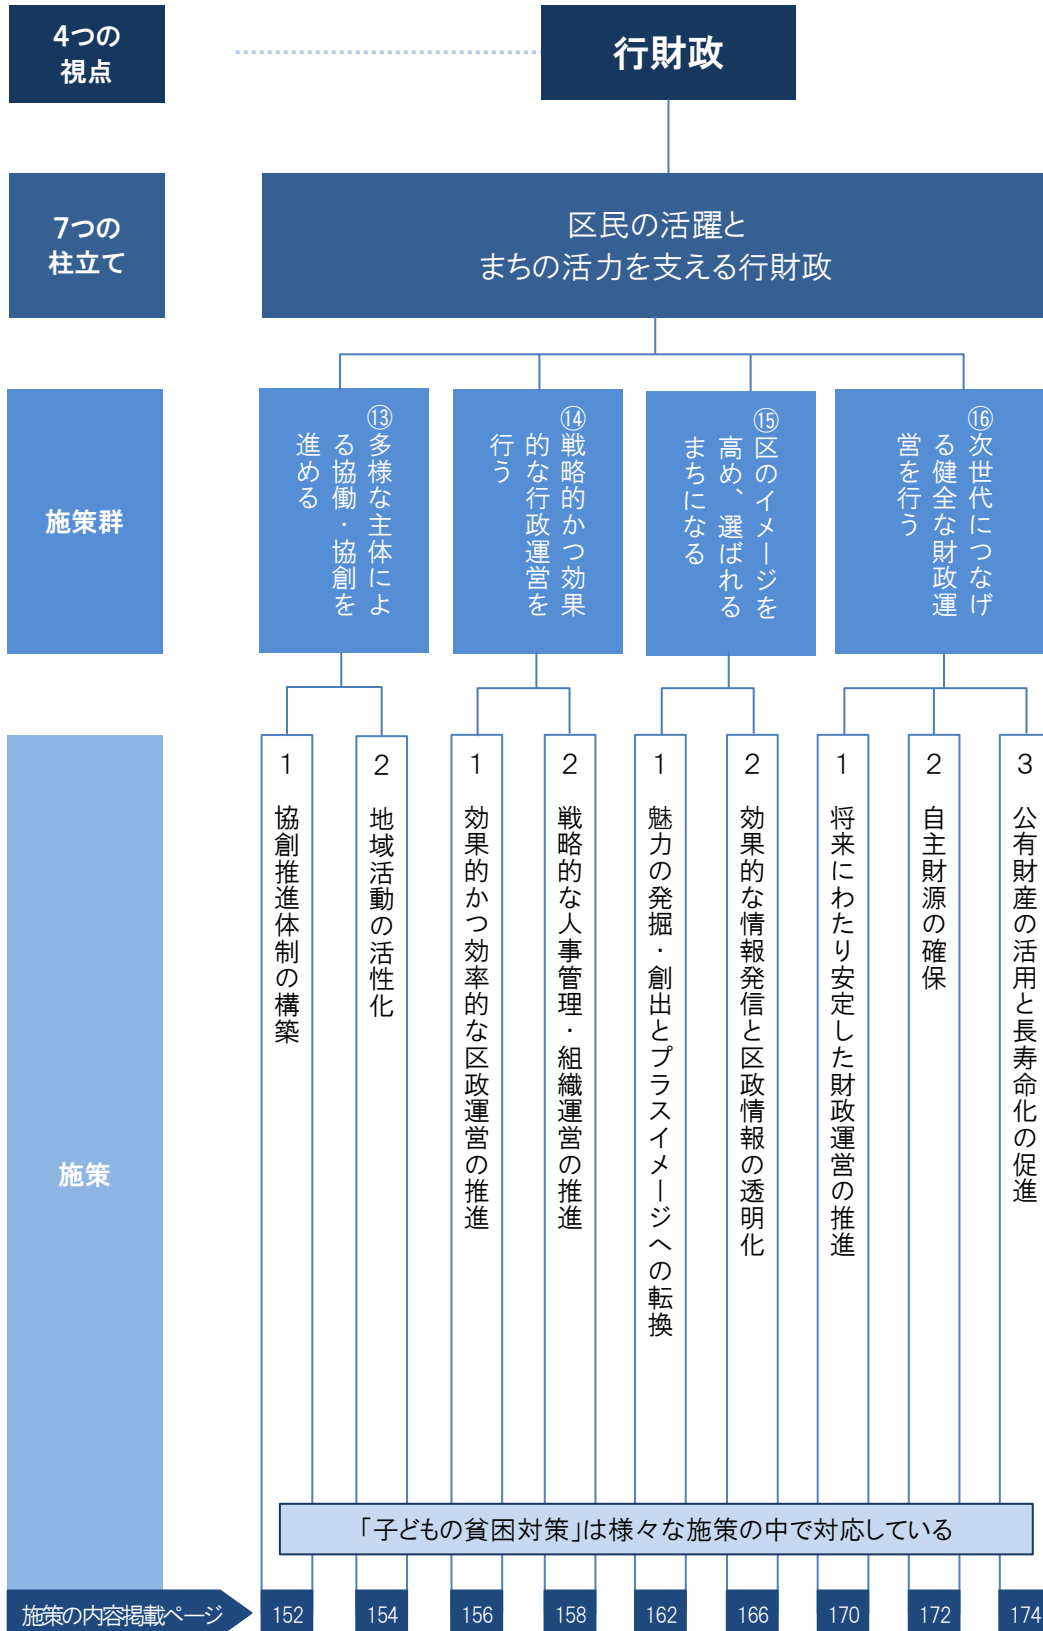 4つの
視点
行財政
7つの
柱立て
区民の活躍と
まちの活力を支える行財政
施策群
⑬多様な主体によ
る協働・協創を
進める
⑭戦略的かつ効果
的な行政運営を
行う
⑮区のイメージを
高め、選ばれる
まちになる
⑯次世代につなげ
る健全な財政運
営を行う
施策
1 協創推進体制の構築
2 地域活動の活性化
1 効果的かつ効率的な区政運営の推進
2 戦略的な人事管理・組織運営の推進
1 魅力の発掘・創出とプラスイメージへの転換
2 効果的な情報発信と区政情報の透明化
1 将来にわたり安定した財政運営の推進
2 自主財源の確保
3 公有財産の活用と長寿命化の促進
「子どもの貧困対策」は様々な施策の中で対応している
施策の内容掲載ページ 152 154 156 158 162 166 170 172 174